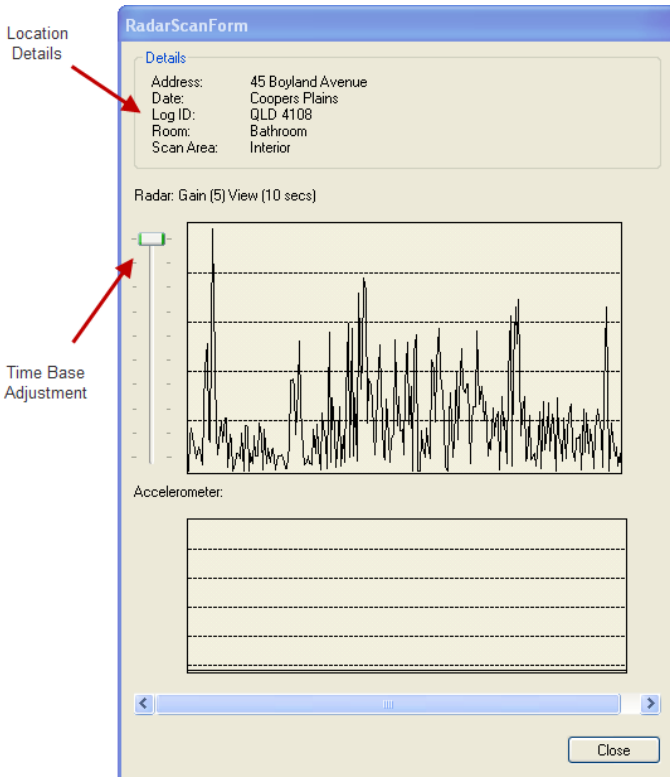 Location
Details
RadarScanForm
Details
Address: 45 Boyland Avenue
Date: Coopers Plains
Log ID: QLD 4108
Room: Bathroom
Scan Area: Interior
Radar: Gain (5) View (10 secs)
Time Base
Adjustment
Accelerometer:
Close